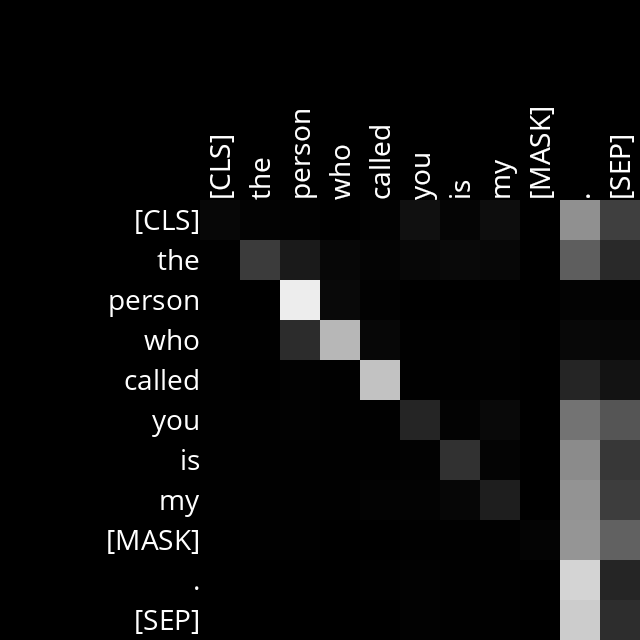 [CLS] the person who called you is my [MASK] . [SEP]
[CLS]
the
person
who
called
you
is
my
[MASK]
.
[SEP]